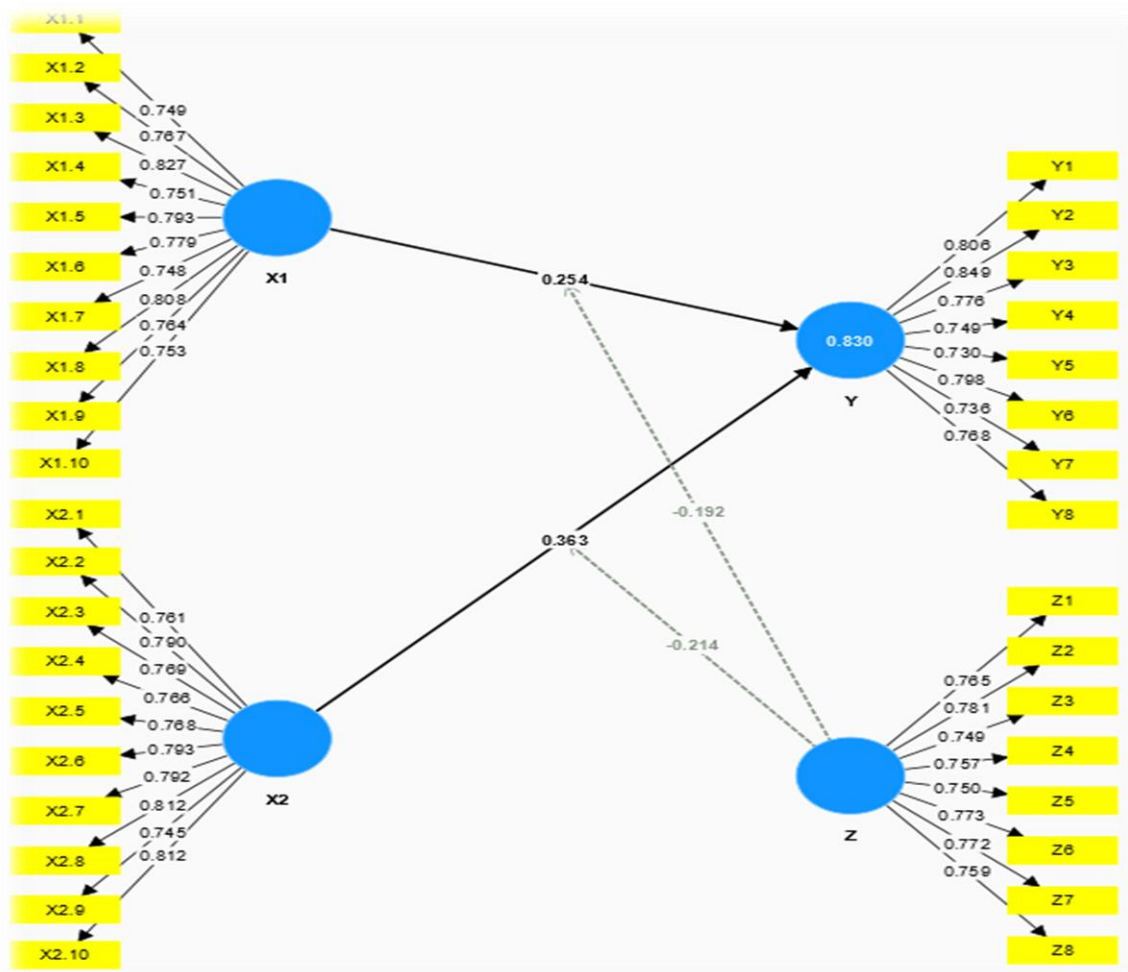 X1.1
X1.2
X1.3
X1.4
X1.5
X1.6
X1.7
X1.8
X1.9
X1.10
0.749
0.767
0.827
0.751
0.793
0.779
0.748
0.808
0.764
0.753
X1
X2.1
X2.2
X2.3
X2.4
X2.5
X2.6
X2.7
X2.8
X2.9
X2.10
0.761
0.790
0.769
0.766
0.768
0.793
0.792
0.812
0.745
0.812
X2
0.254
0.363
-0.192
-0.214
0.830
Y
0.806
0.849
0.776
0.749
0.730
0.798
0.736
0.768
Y1
Y2
Y3
Y4
Y5
Y6
Y7
Y8
Z
0.765
0.781
0.749
0.757
0.750
0.773
0.772
0.759
Z1
Z2
Z3
Z4
Z5
Z6
Z7
Z8